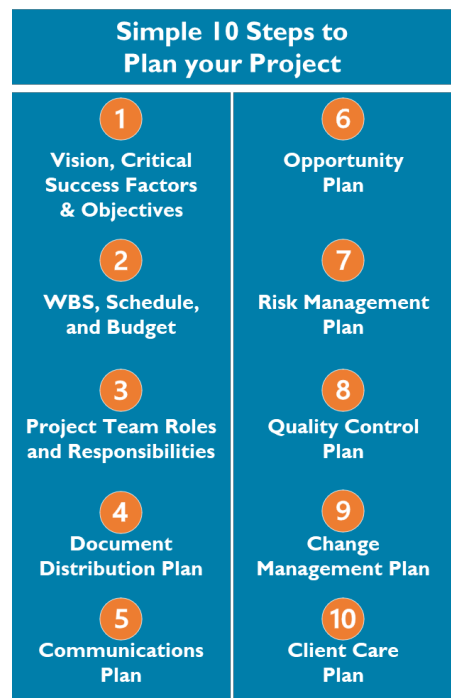 Simple 10 Steps to
Plan your Project
1
Vision, Critical
Success Factors
& Objectives
2
WBS, Schedule,
and Budget
3
Project Team Roles
and Responsibilities
4
Document
Distribution Plan
5
Communications
Plan
6
Opportunity
Plan
7
Risk Management
Plan
8
Quality Control
Plan
9
Change
Management Plan
10
Client Care
Plan